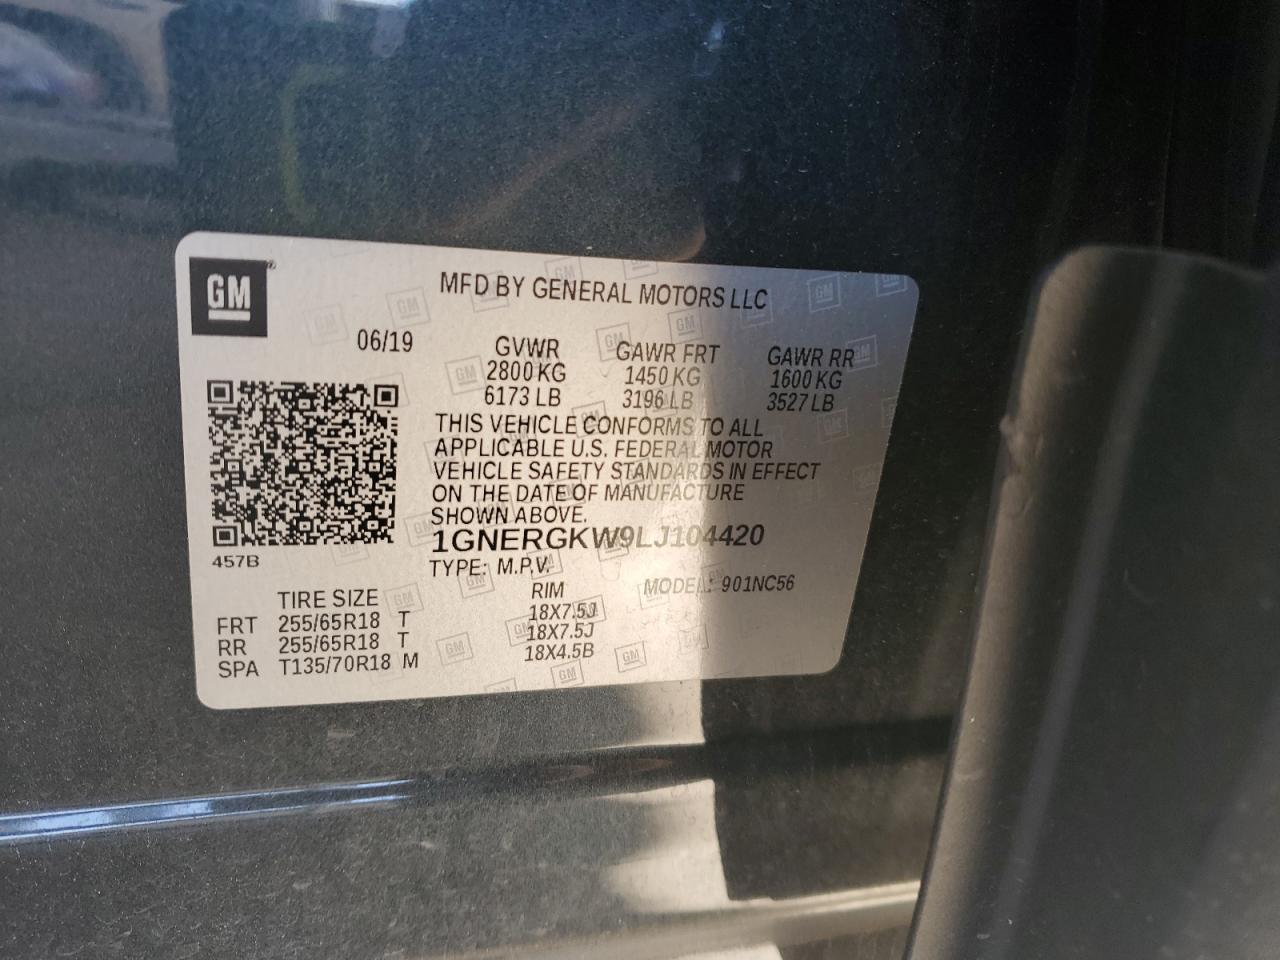 GM
MFD BY GENERAL MOTORS LLC
06/19
GVWR GAWR FRT GAWR RR
2800 KG 1450 KG 1600 KG
6173 LB 3196 LB 3527 LB
THIS VEHICLE CONFORMS TO ALL
APPLICABLE U.S. FEDERAL MOTOR
VEHICLE SAFETY STANDARDS IN EFFECT
ON THE DATE OF MANUFACTURE
SHOWN ABOVE.
1GNERGKW9LJ104420
457B
TYPE: M.P.V. MODEL: 901NC56
TIRE SIZE RIM
FRT 255/65R18 T 18X7.5J
RR 255/65R18 T 18X7.5J
SPA T135/70R18 M 18X4.5B